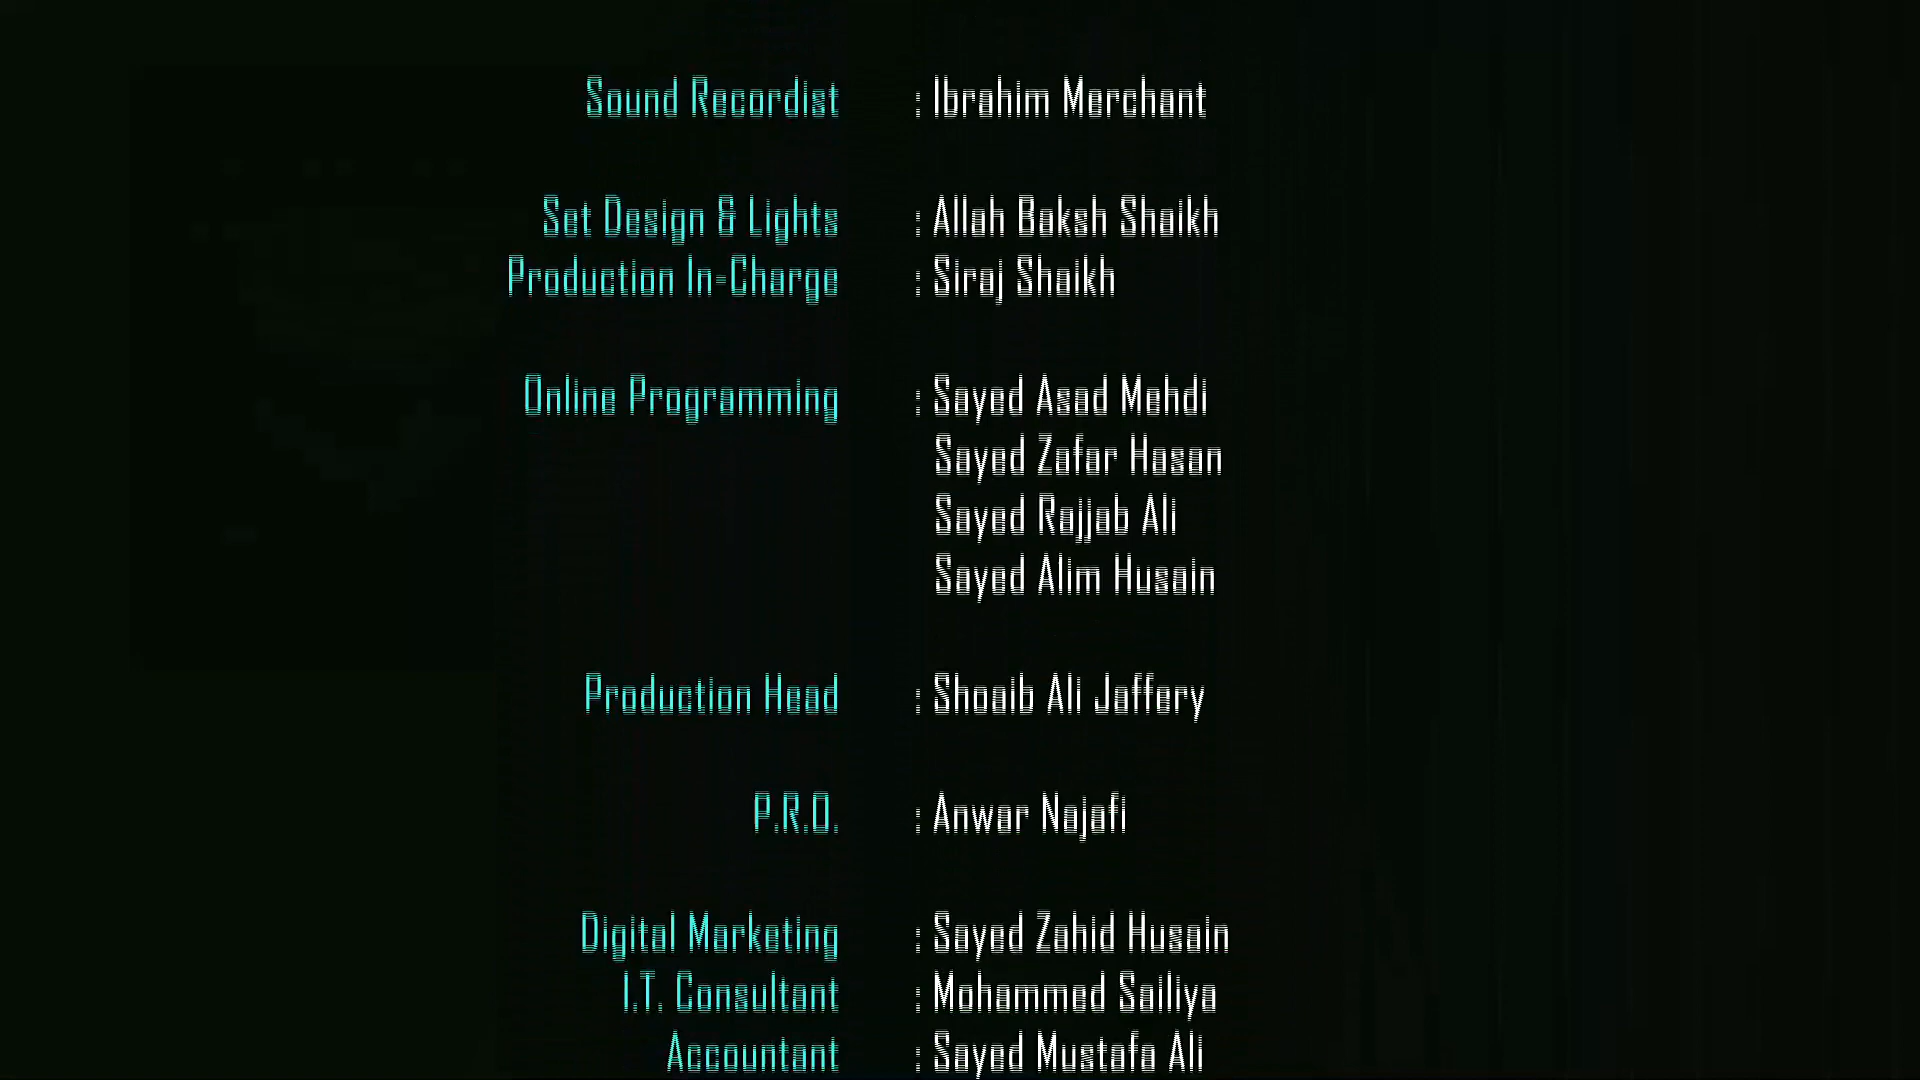 Sound Recordist : Ibrahim Merchant
Set Design & Lights : Allah Baksh Shaikh
Production In-Charge : Siraj Shaikh
Online Programming : Sayed Asad Mehdi
Sayed Zafar Hasan
Sayed Rajjab Ali
Sayed Alim Husain
Production Head : Shoaib Ali Jaffery
P.R.O. : Anwar Najafi
Digital Marketing : Sayed Zahid Husain
I.T. Consultant : Mohammed Sailiya
Accountant : Sayed Mustafa Ali